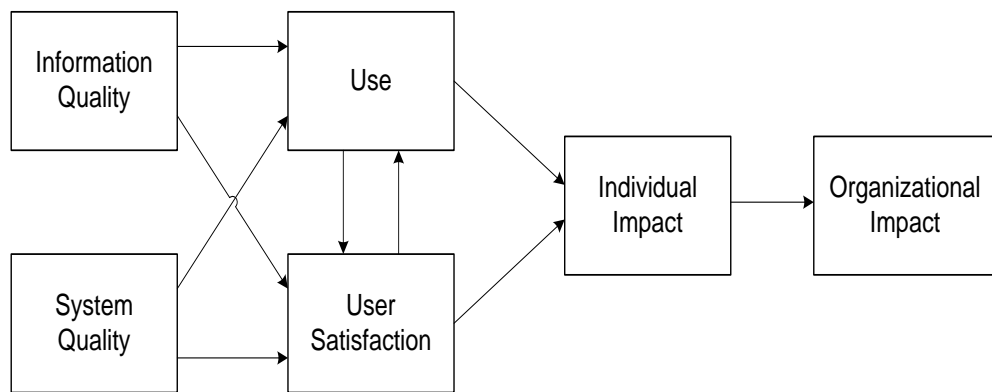 Information
Quality
Use
Individual
Impact
Organizational
Impact
System
Quality
User
Satisfaction